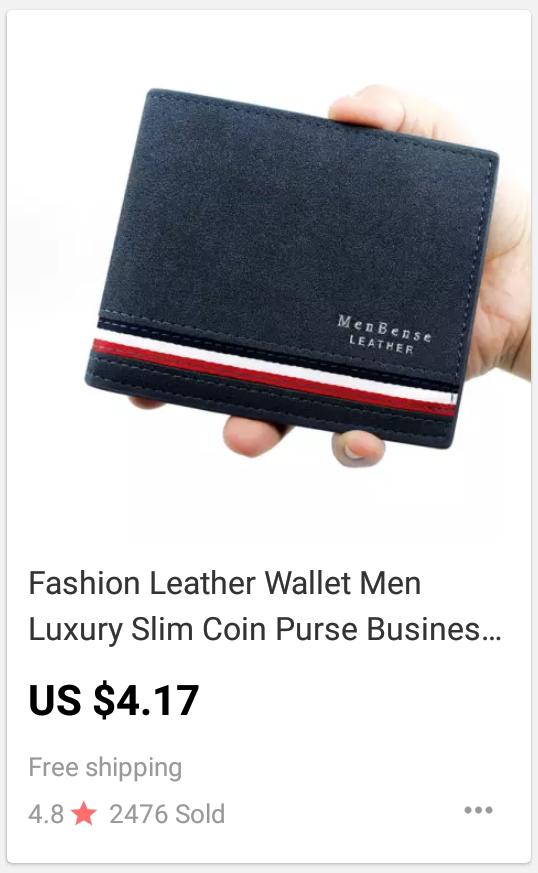 MenBense
LEATHER
Fashion Leather Wallet Men
Luxury Slim Coin Purse Busines...
US $4.17
Free shipping
4.8 2476 Sold